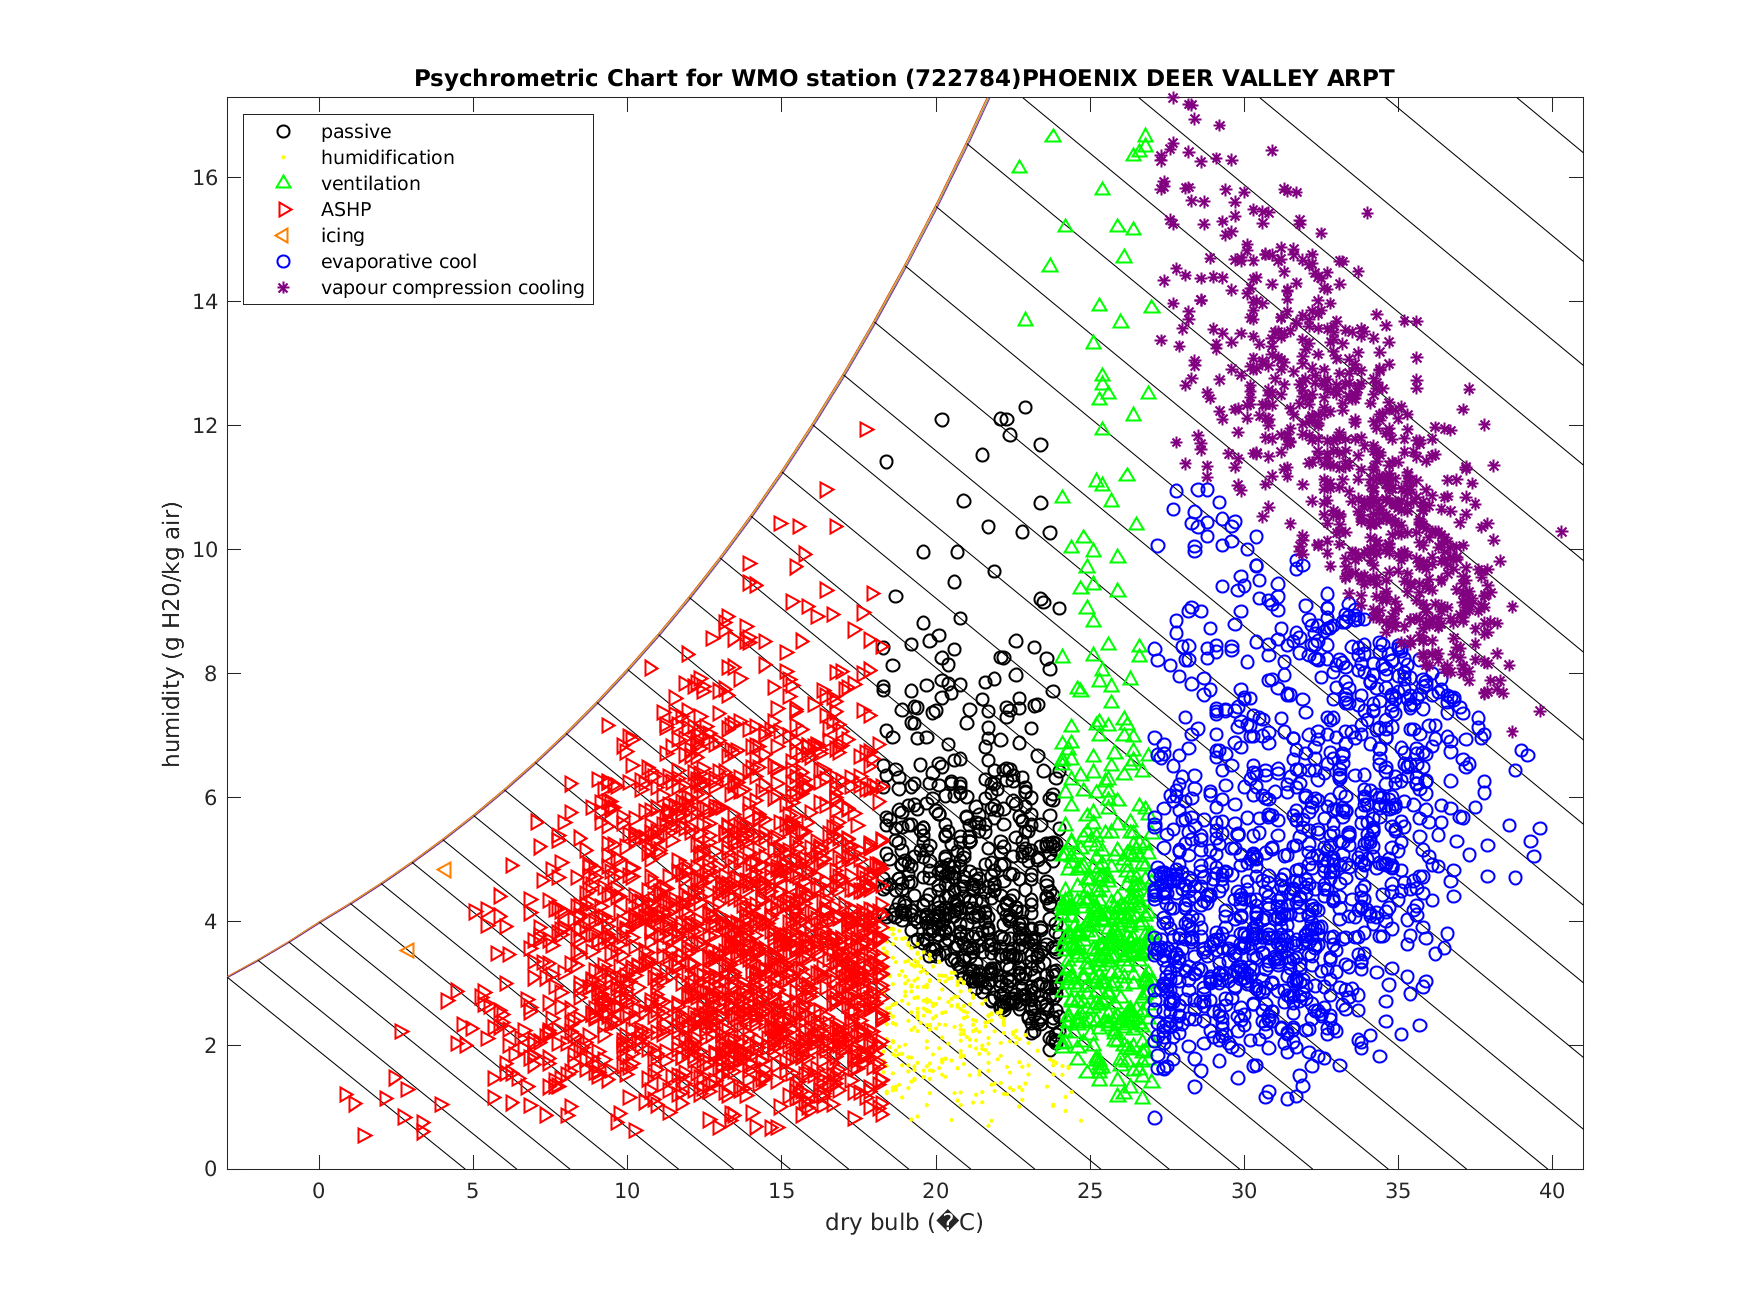 Psychrometric Chart for WMO station (722784)PHOENIX DEER VALLEY ARPT
passive
humidification
ventilation
ASHP
icing
evaporative cool
vapour compression cooling
humidity (g H20/kg air)
16
14
12
10
8
6
4
2
0
0 5 10 15 20 25 30 35 40
dry bulb (�C)